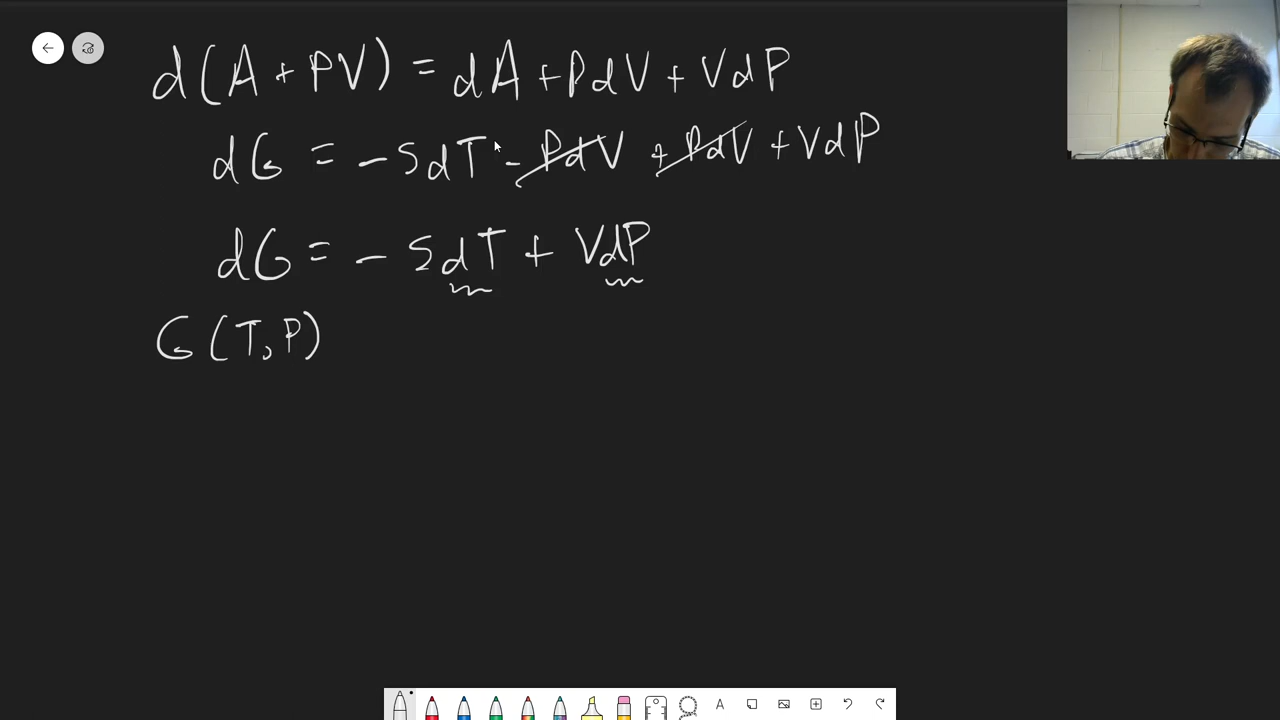 d(A + PV) = dA + PdV + VdP
dG = - SdT - PdV + PdV + VdP
dG = - SdT + VdP
G(T, P)